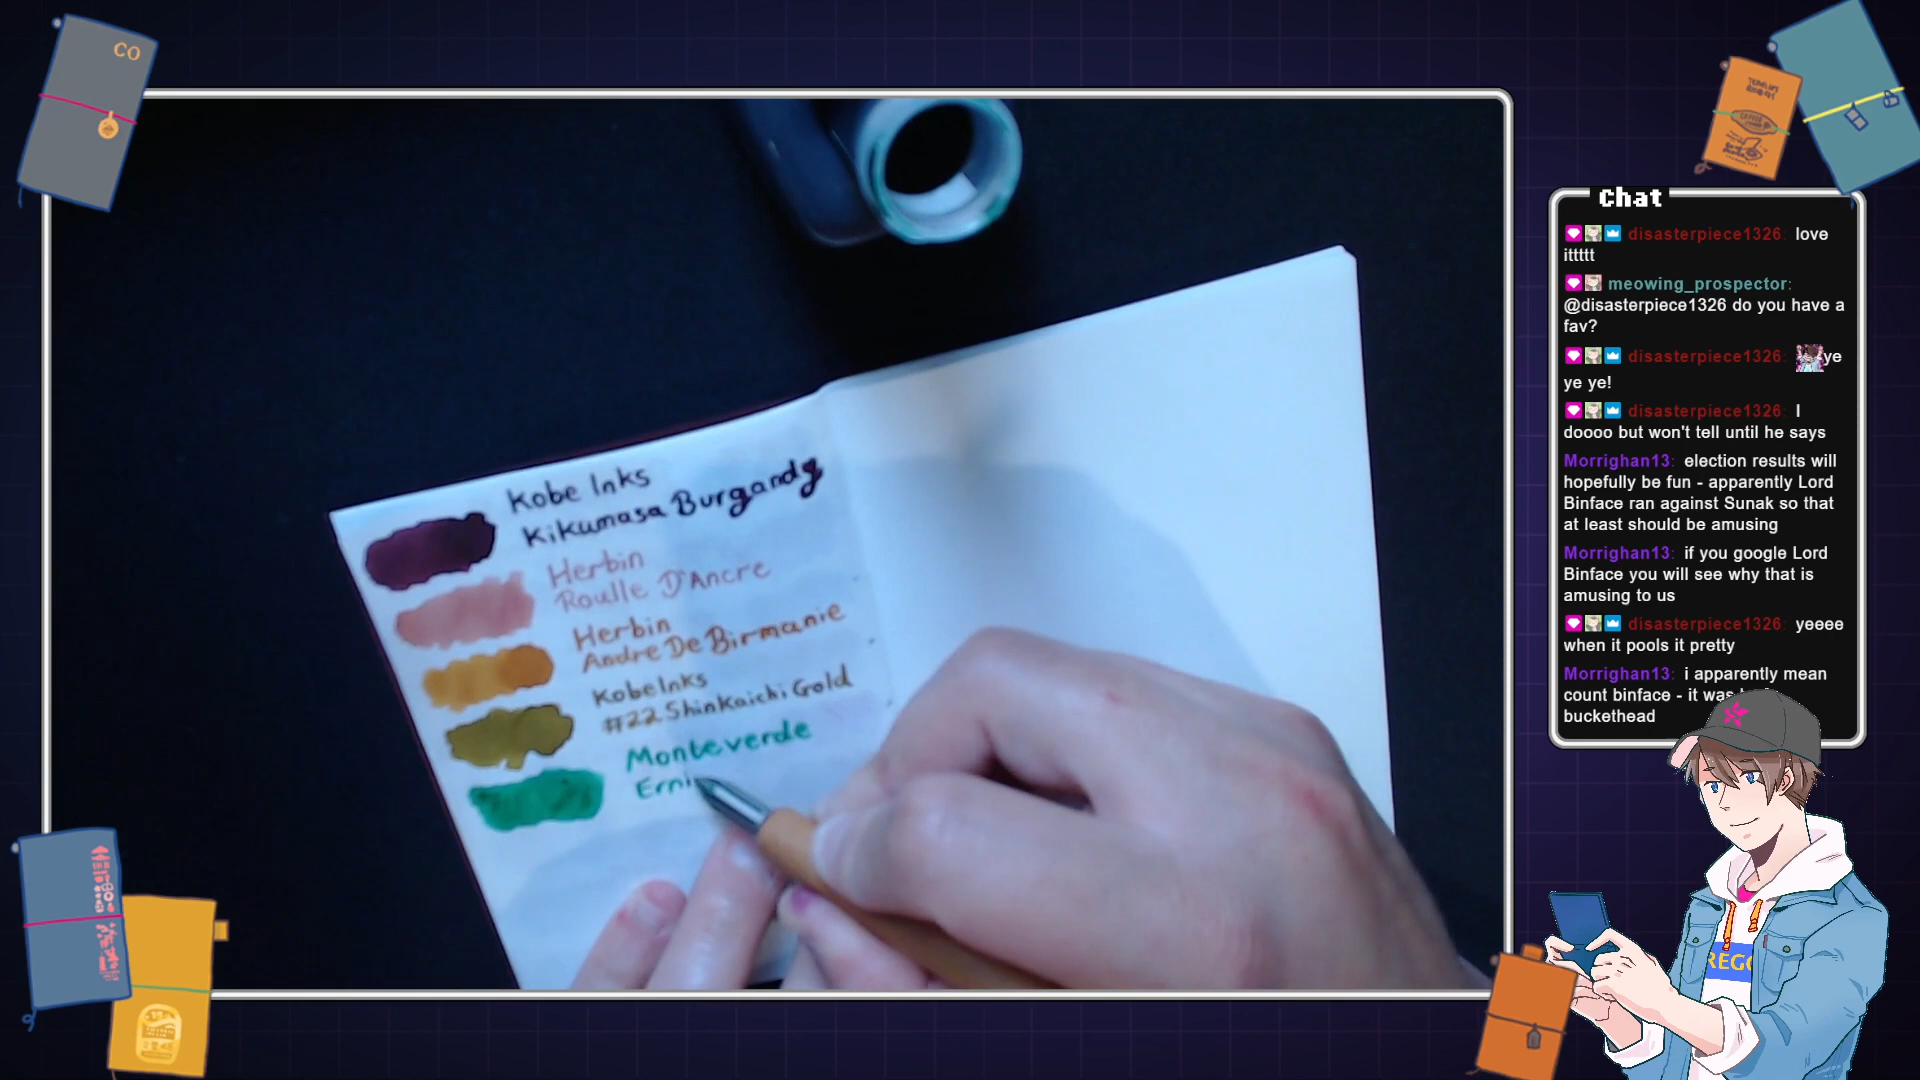 CO
Kobe Inks
Kikumasa Burgandy
Herbin
Roulle D'Ancre
Herbin
Andre De Birmanie
Kobe Inks
#22 Shinkaichi Gold
Monteverde
Erni
Chat
disasterpiece1326: love
ittttt
meowing_prospector:
@disasterpiece1326 do you have a
fav?
disasterpiece1326: ye
ye ye!
disasterpiece1326: I
doooo but won't tell until he says
Morrighan13: election results will
hopefully be fun - apparently Lord
Binface ran against Sunak so that
at least should be amusing
Morrighan13: if you google Lord
Binface you will see why that is
amusing to us
disasterpiece1326: yeeee
when it pools it pretty
Morrighan13: i apparently mean
count binface - it was
buckethead
REGO